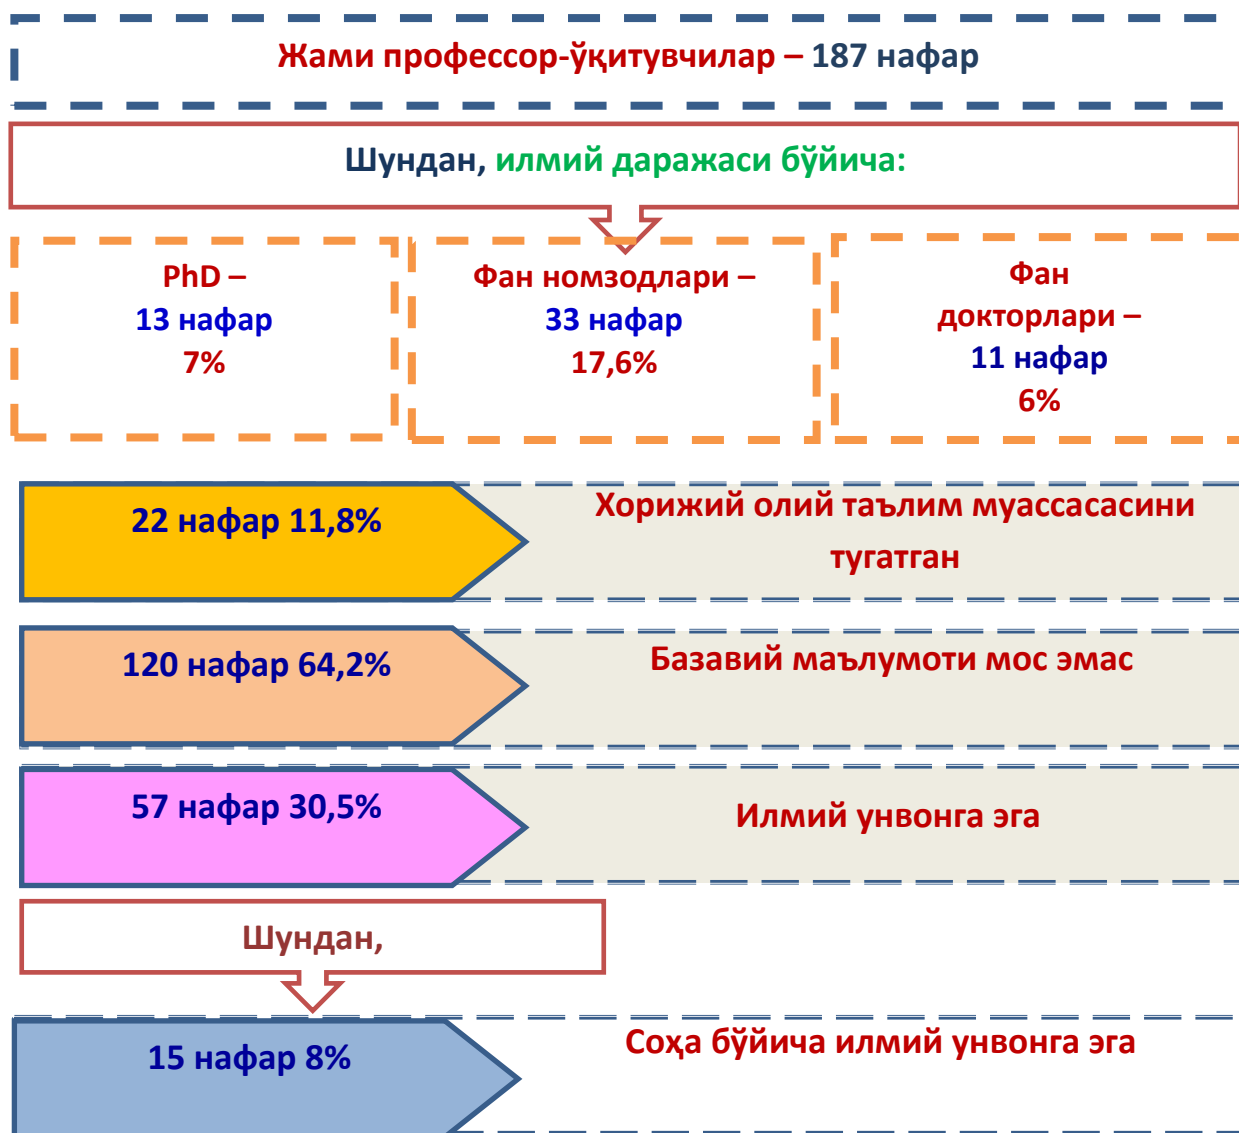 Жами профессор-ўқитувчилар – 187 нафар
Шундан, илмий даражаси бўйича:
PhD –
13 нафар
7%
Фан номзодлари –
33 нафар
17,6%
Фан
докторлари –
11 нафар
6%
22 нафар 11,8%
Хорижий олий таълим муассасасини
тугатган
120 нафар 64,2%
Базавий маълумоти мос эмас
57 нафар 30,5%
Илмий унвонга эга
Шундан,
15 нафар 8%
Соҳа бўйича илмий унвонга эга